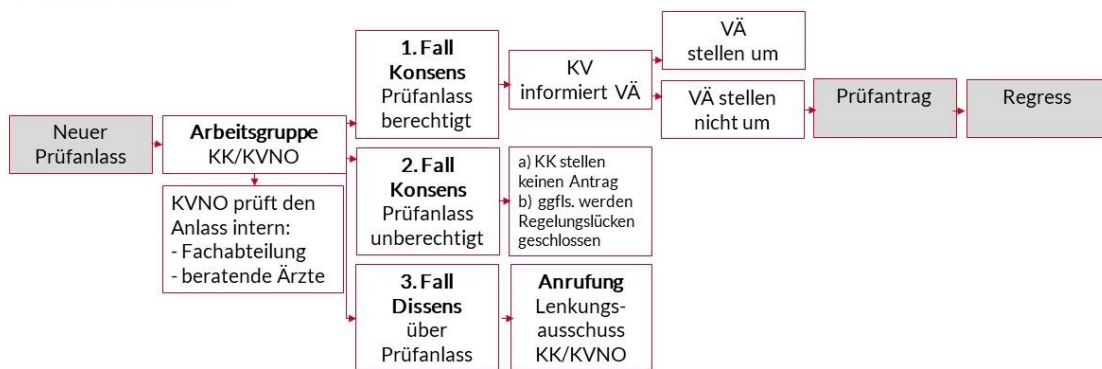 Neuer
Prüfanlass
Arbeitsgruppe
KK/KVNO
KVNO prüft den
Anlass intern:
- Fachabteilung
- beratende Ärzte
1. Fall
Konsens
Prüfanlass
berechtigt
KV
informiert VÄ
VÄ
stellen um
VÄ stellen
nicht um
Prüfantrag
Regress
2. Fall
Konsens
Prüfanlass
unberechtigt
a) KK stellen
keinen Antrag
b) ggfls. werden
Regelungslücken
geschlossen
3. Fall
Dissens
über
Prüfanlass
Anrufung
Lenkungs-
ausschuss
KK/KVNO